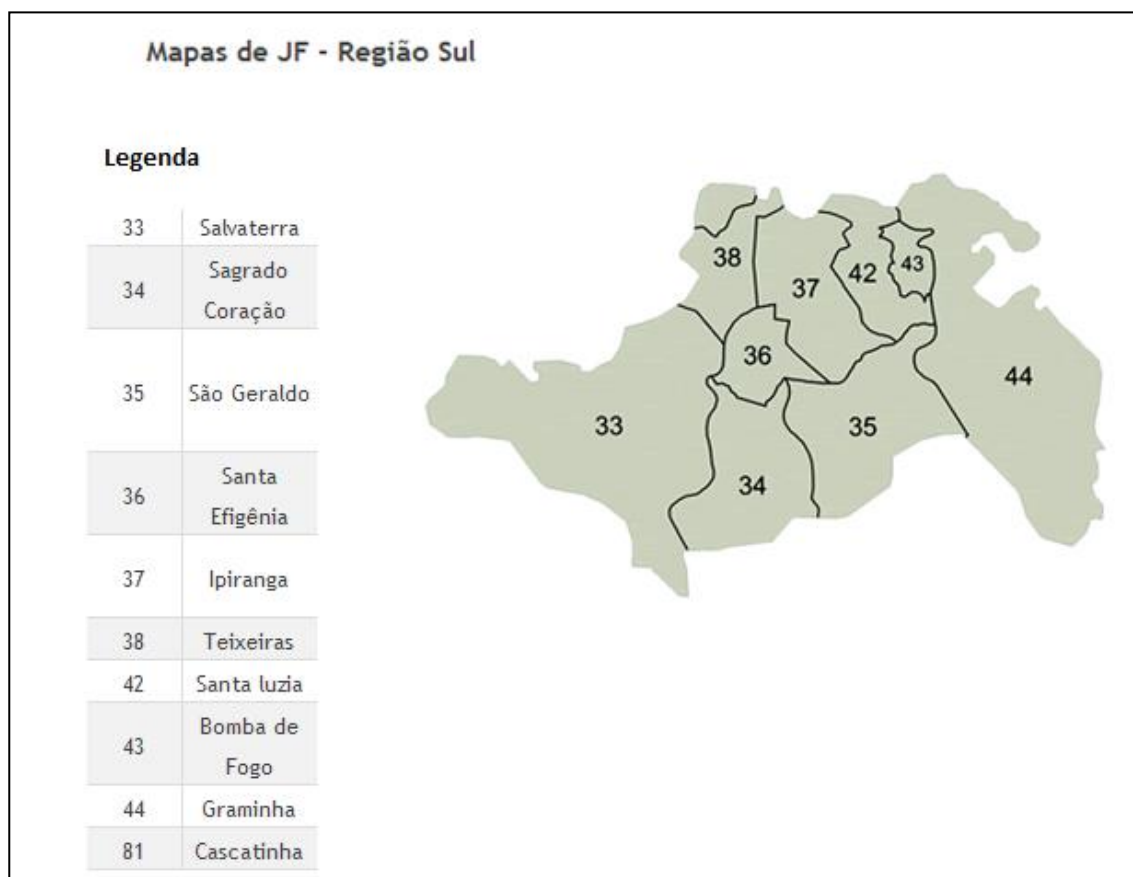 Mapas de JF - Região Sul
Legenda
33 Salvaterra
34 Sagrado
Coração
35 São Geraldo
36 Santa
Efigênia
37 Ipiranga
38 Teixeiras
42 Santa luzia
43 Bomba de
Fogo
44 Graminha
81 Cascatinha
38
37
42
43
36
44
33
35
34